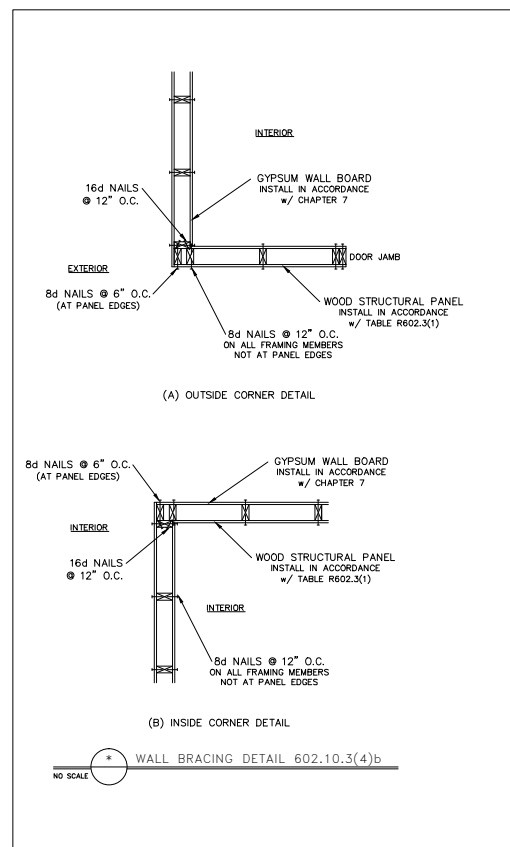 INTERIOR
GYPSUM WALL BOARD
INSTALL IN ACCORDANCE
w/ CHAPTER 7
16d NAILS
@ 12" O.C.
DOOR JAMB
EXTERIOR
8d NAILS @ 6" O.C.
(AT PANEL EDGES)
WOOD STRUCTURAL PANEL
INSTALL IN ACCORDANCE
w/ TABLE R602.3(1)
8d NAILS @ 12" O.C.
ON ALL FRAMING MEMBERS
NOT AT PANEL EDGES
(A) OUTSIDE CORNER DETAIL
8d NAILS @ 6" O.C.
(AT PANEL EDGES)
GYPSUM WALL BOARD
INSTALL IN ACCORDANCE
w/ CHAPTER 7
INTERIOR
16d NAILS
@ 12" O.C.
WOOD STRUCTURAL PANEL
INSTALL IN ACCORDANCE
w/ TABLE R602.3(1)
INTERIOR
8d NAILS @ 12" O.C.
ON ALL FRAMING MEMBERS
NOT AT PANEL EDGES
(B) INSIDE CORNER DETAIL
* WALL BRACING DETAIL 602.10.3(4)b
NO SCALE